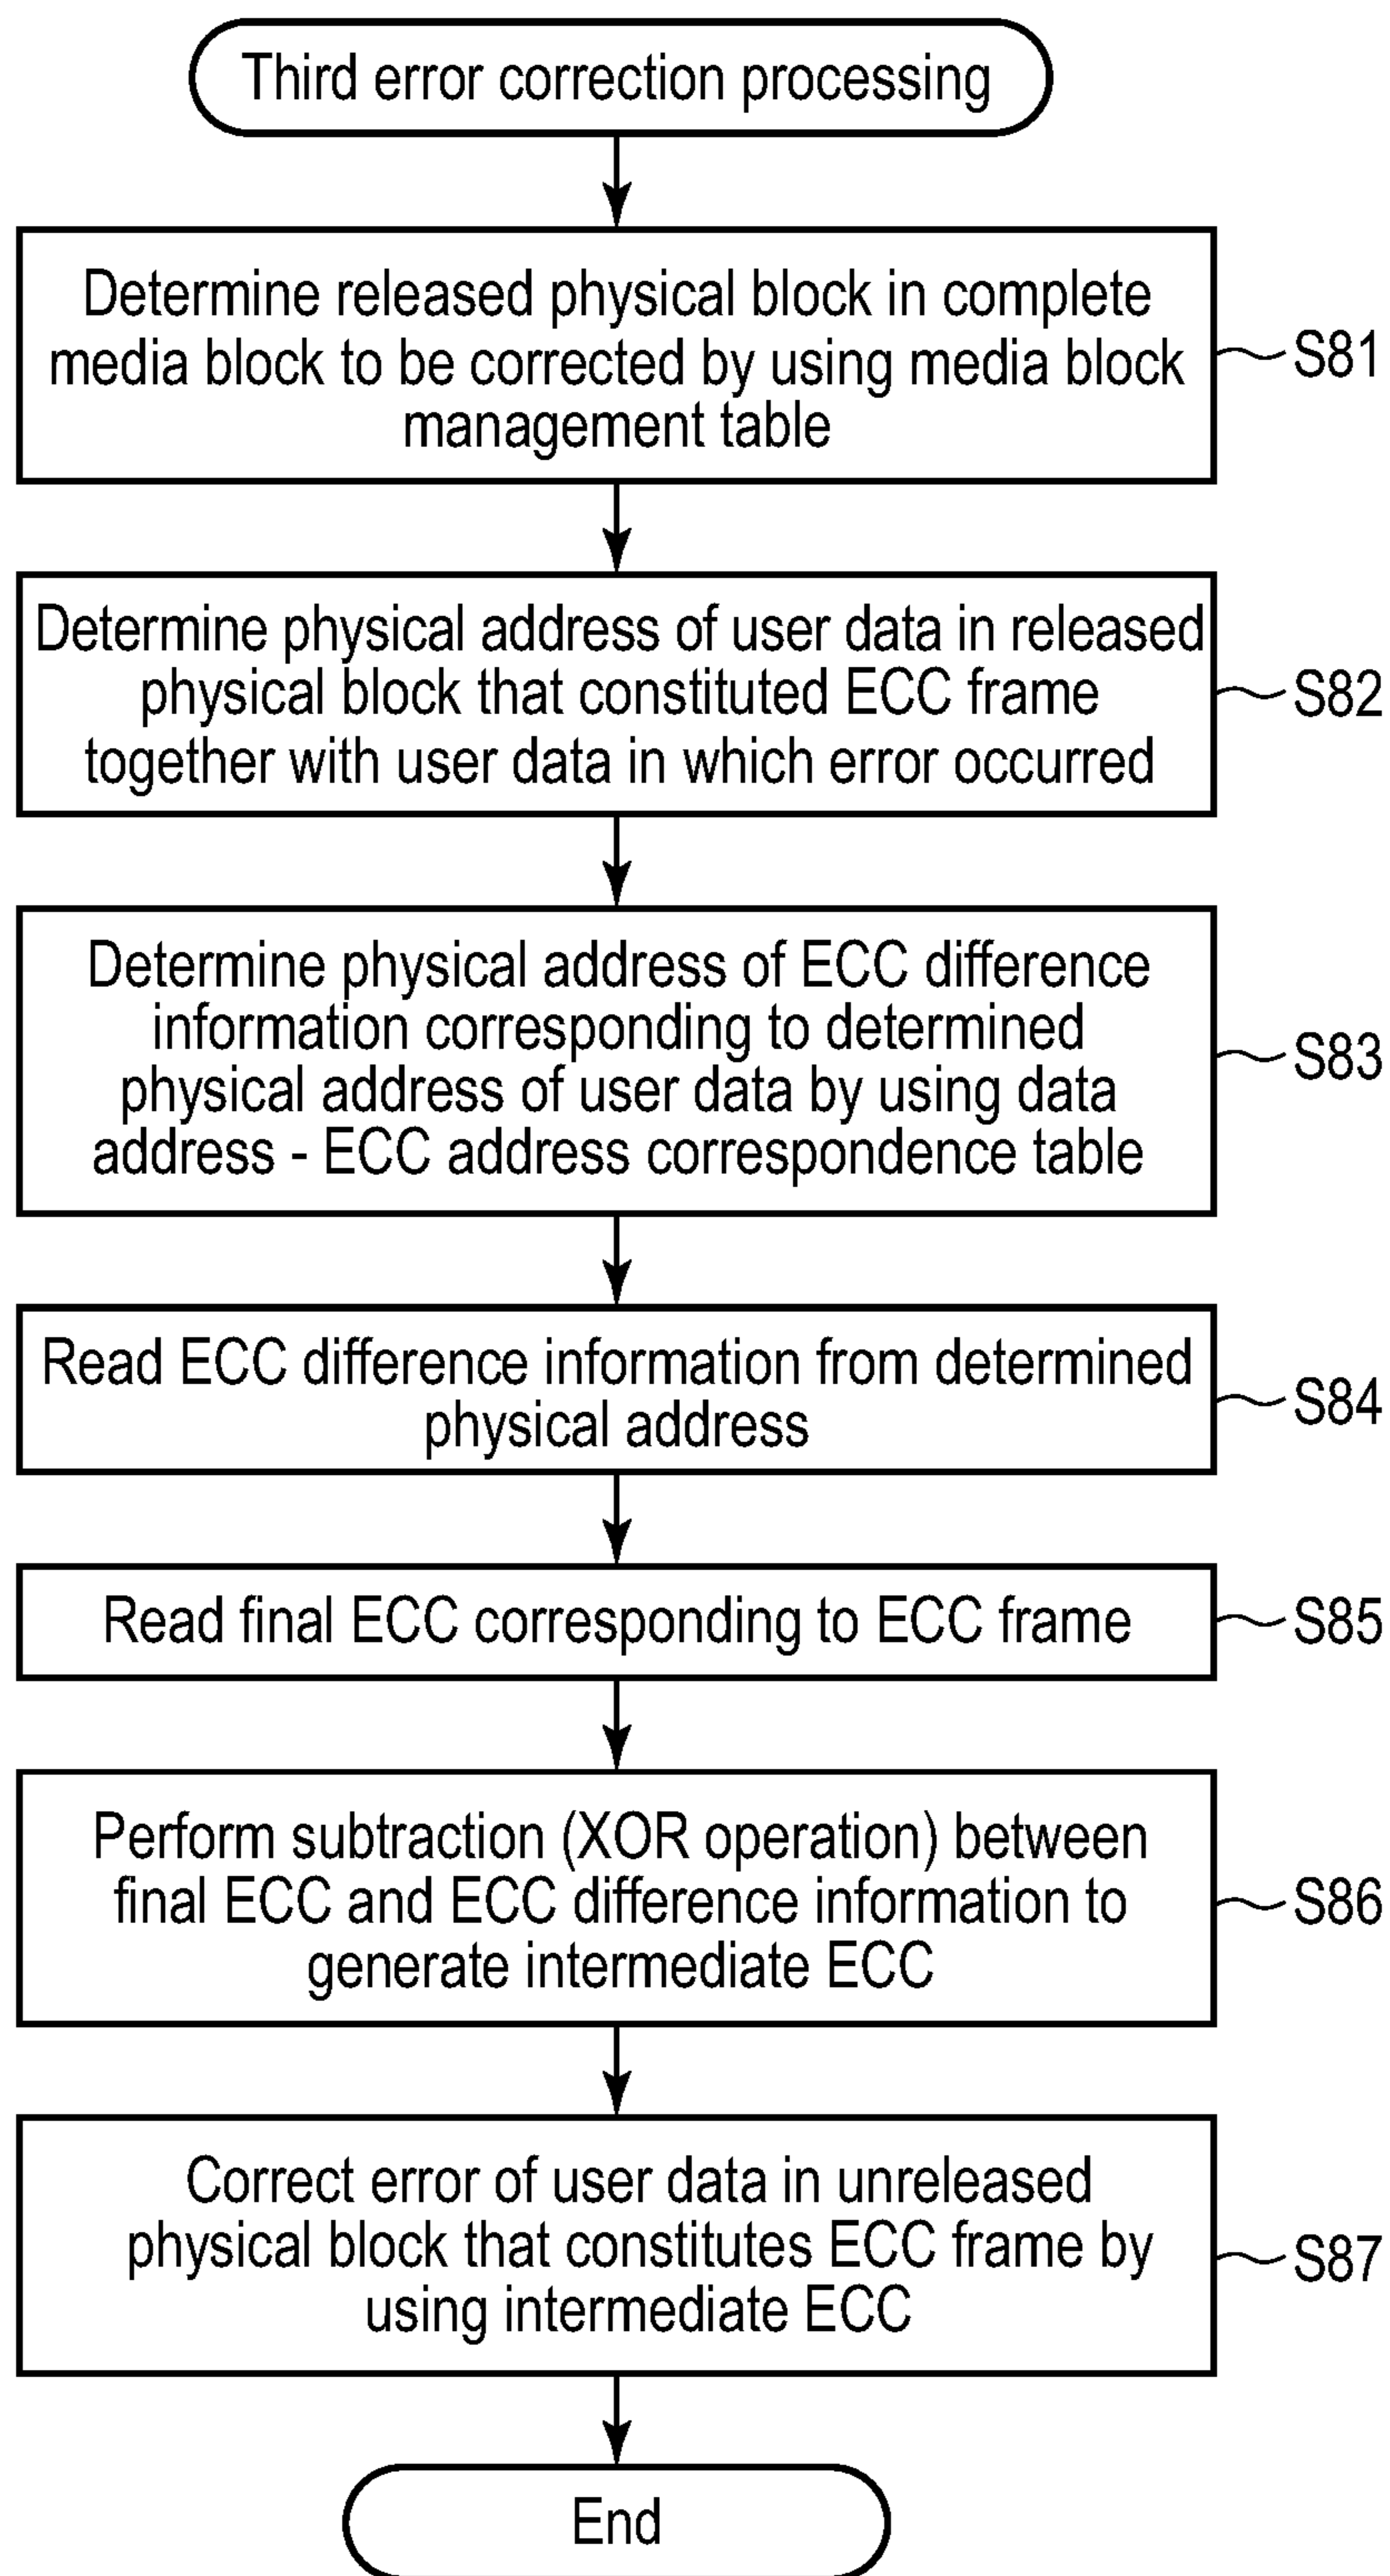 Third error correction processing
Determine released physical block in complete
media block to be corrected by using media block
management table
S81
Determine physical address of user data in released
physical block that constituted ECC frame
together with user data in which error occurred
S82
Determine physical address of ECC difference
information corresponding to determined
physical address of user data by using data
address - ECC address correspondence table
S83
Read ECC difference information from determined
physical address
S84
Read final ECC corresponding to ECC frame
S85
Perform subtraction (XOR operation) between
final ECC and ECC difference information to
generate intermediate ECC
S86
Correct error of user data in unreleased
physical block that constitutes ECC frame by
using intermediate ECC
S87
End